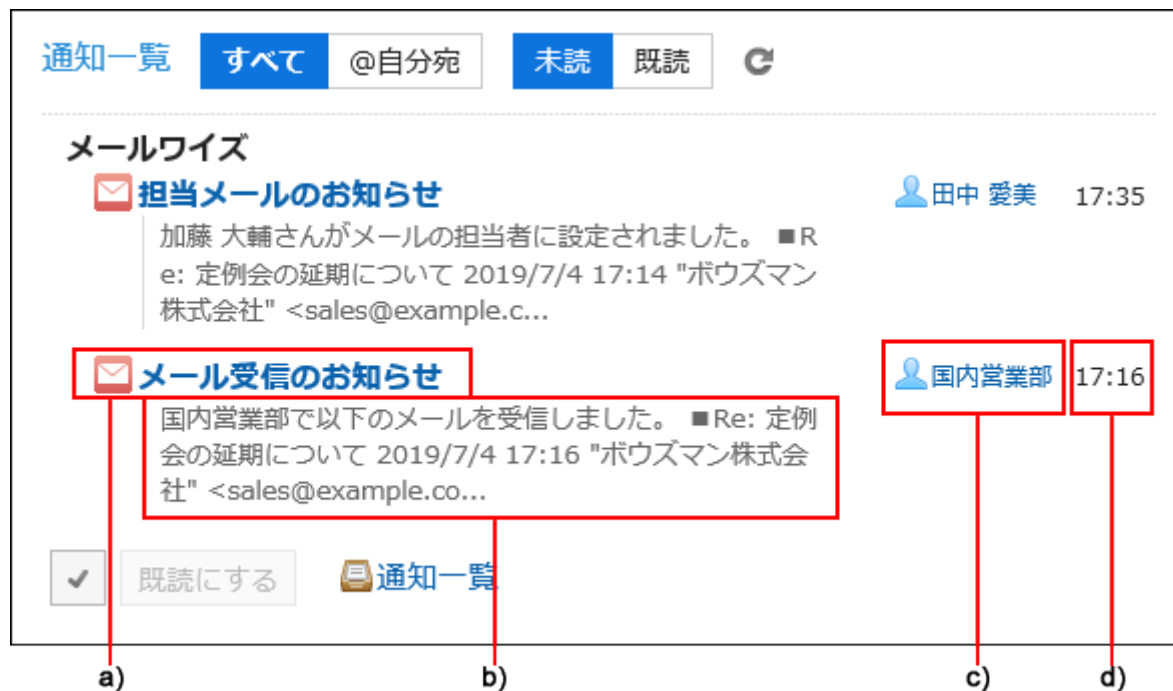 通知一覧 すべて @自分宛 未読 既読
メールワイズ
担当メールのお知らせ 田中 愛美 17:35
加藤 大輔さんがメールの担当者に設定されました。 ■R
e: 定例会の延期について 2019/7/4 17:14 "ボウズマン
株式会社" <sales@example.c...
メール受信のお知らせ 国内営業部 17:16
国内営業部で以下のメールを受信しました。 ■Re: 定例
会の延期について 2019/7/4 17:16 "ボウズマン株式会
社" <sales@example.co...
既読にする 通知一覧
a) b) c) d)